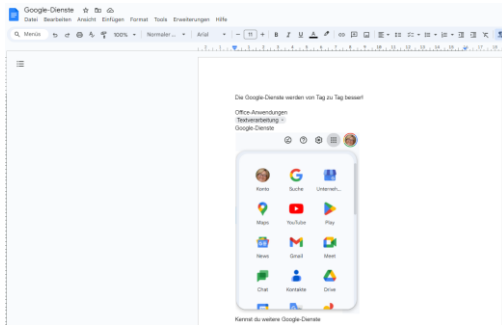 Google-Dienste
Datei Bearbeiten Ansicht Einfügen Format Tools Erweiterungen Hilfe
Menüs 100% Normaler... Arial 11 B I U A
Die Google-Dienste werden von Tag zu Tag besser!
Office-Anwendungen
Textverarbeitung
Google-Dienste
Konto Suche Unterneh...
Maps YouTube Play
News Gmail Meet
Chat Kontakte Drive
Kennst du weitere Google-Dienste